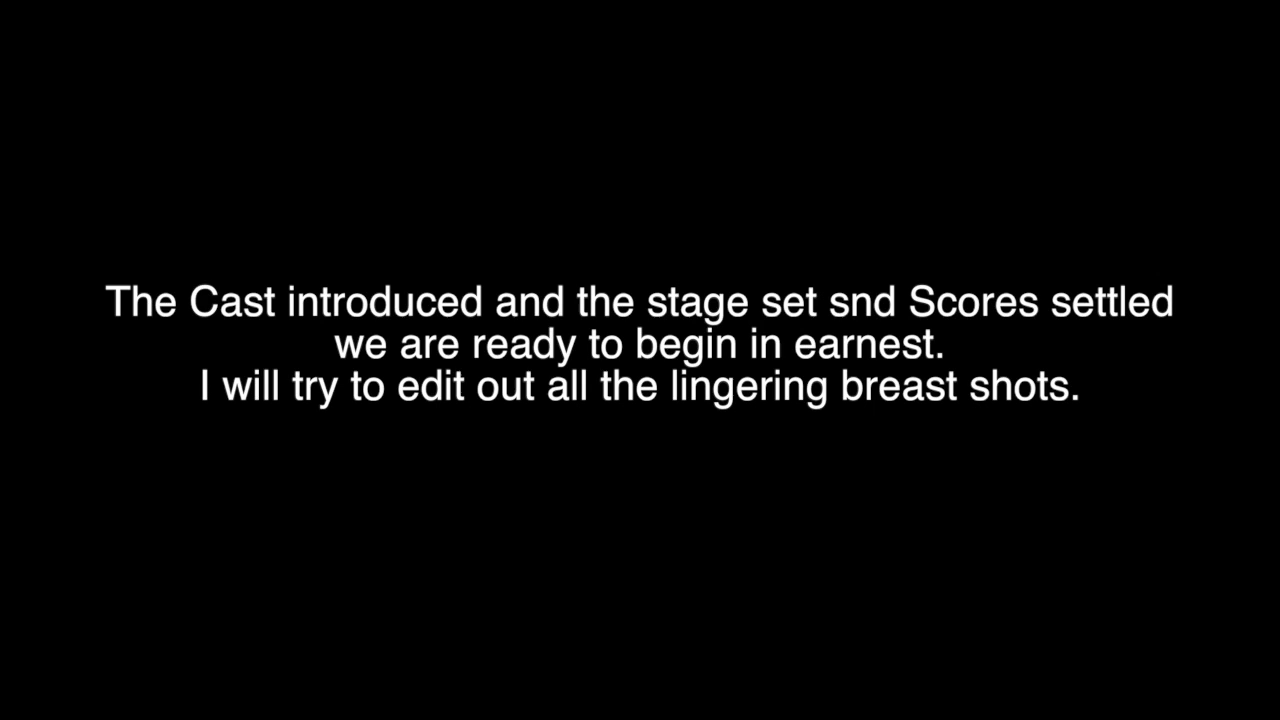 The Cast introduced and the stage set snd Scores settled
we are ready to begin in earnest.
I will try to edit out all the lingering breast shots.